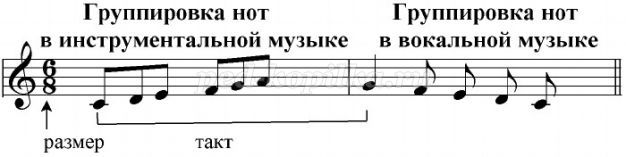 Группировка нот
в инструментальной музыке
Группировка нот
в вокальной музыке
6
8
размер
такт